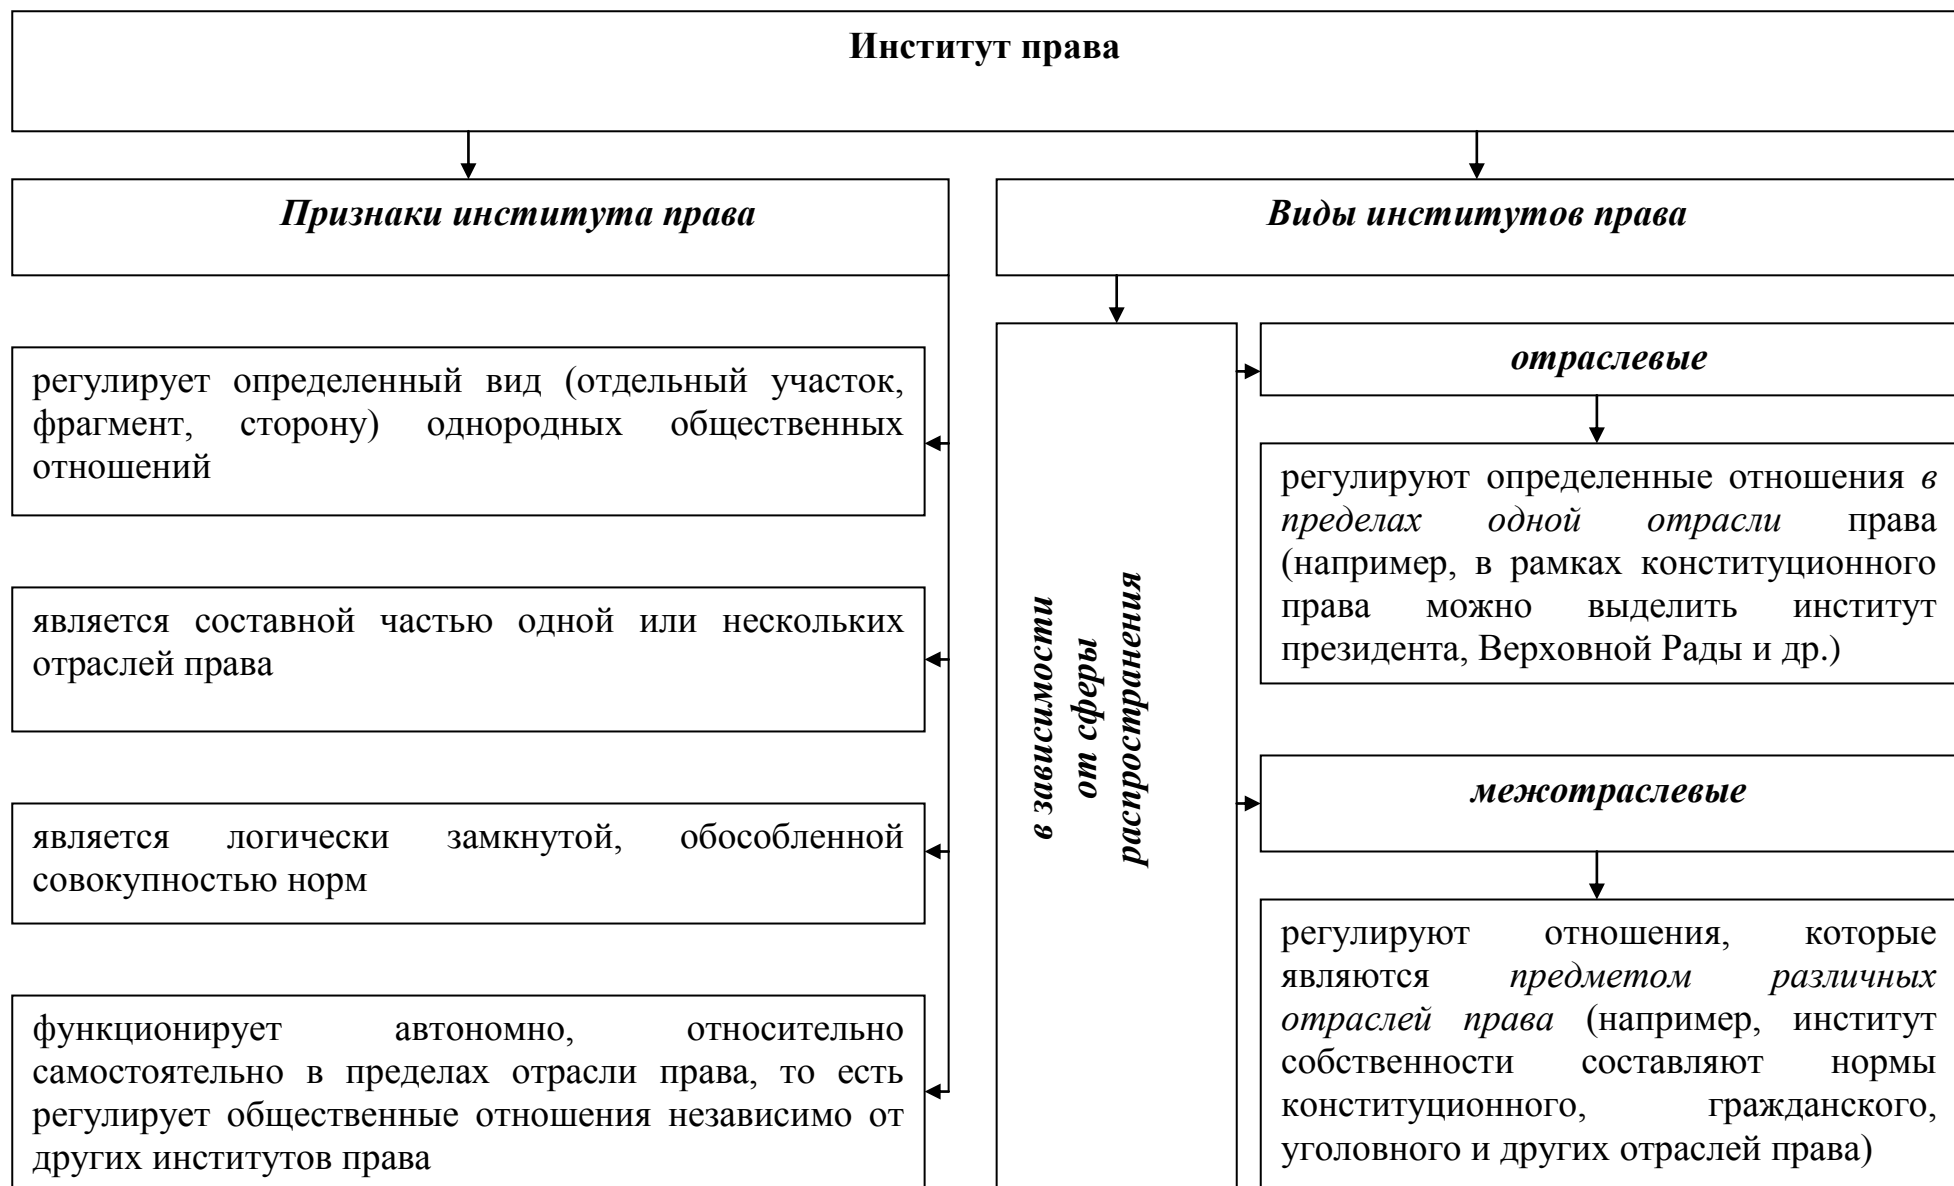 Институт права
Признаки института права
регулирует определенный вид (отдельный участок,
фрагмент, сторону) однородных общественных
отношений
является составной частью одной или нескольких
отраслей права
является логически замкнутой, обособленной
совокупностью норм
функционирует автономно, относительно
самостоятельно в пределах отрасли права, то есть
регулирует общественные отношения независимо от
других институтов права
Виды институтов права
в зависимости
от сферы
распространения
отраслевые
регулируют определенные отношения в
пределах одной отрасли права
(например, в рамках конституционного
права можно выделить институт
президента, Верховной Рады и др.)
межотраслевые
регулируют отношения, которые
являются предметом различных
отраслей права (например, институт
собственности составляют нормы
конституционного, гражданского,
уголовного и других отраслей права)